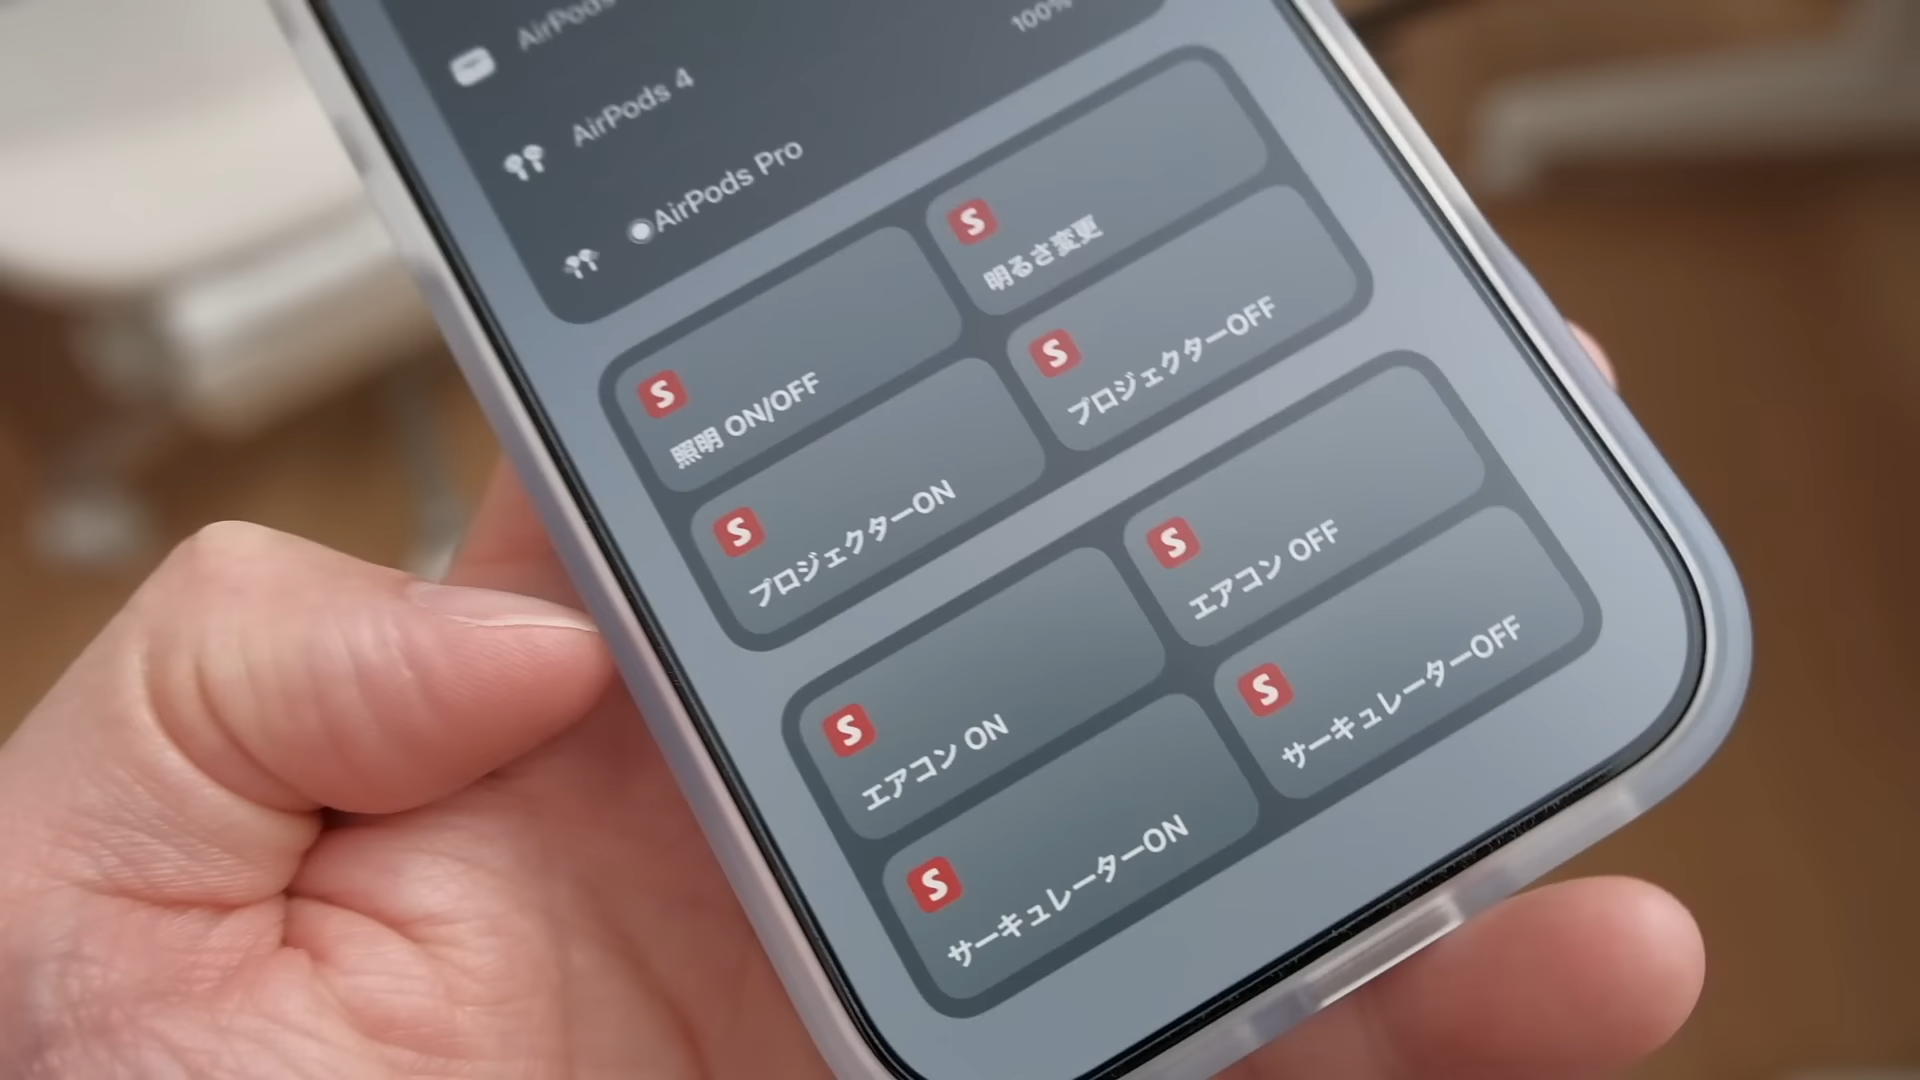 AirPods
100%
AirPods 4
◉AirPods Pro
S
照明 ON/OFF
S
明るさ変更
S
プロジェクターON
S
プロジェクターOFF
S
エアコン ON
S
エアコン OFF
S
サーキュレーターON
S
サーキュレーターOFF